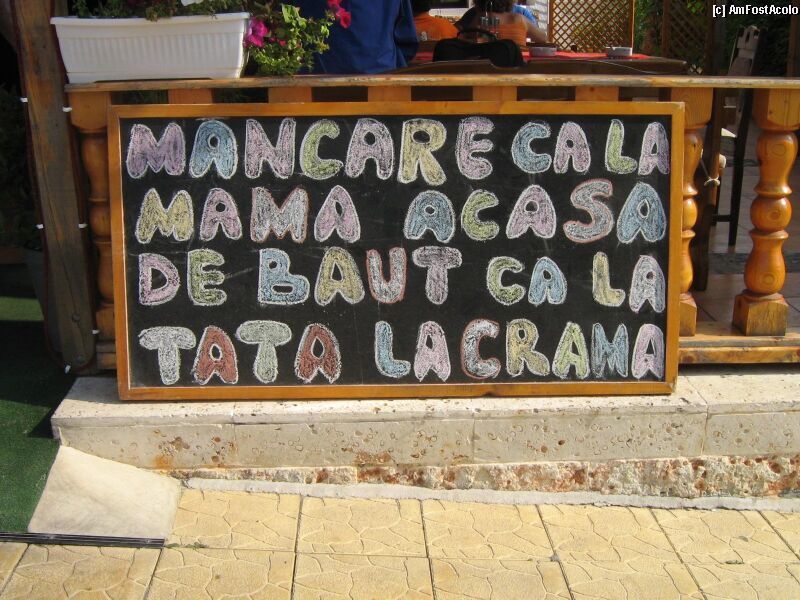 [c] AmFostAcolo
MANCARE CA LA
MAMA ACASA
DE BAUT CA LA
TATA LA CRAMA